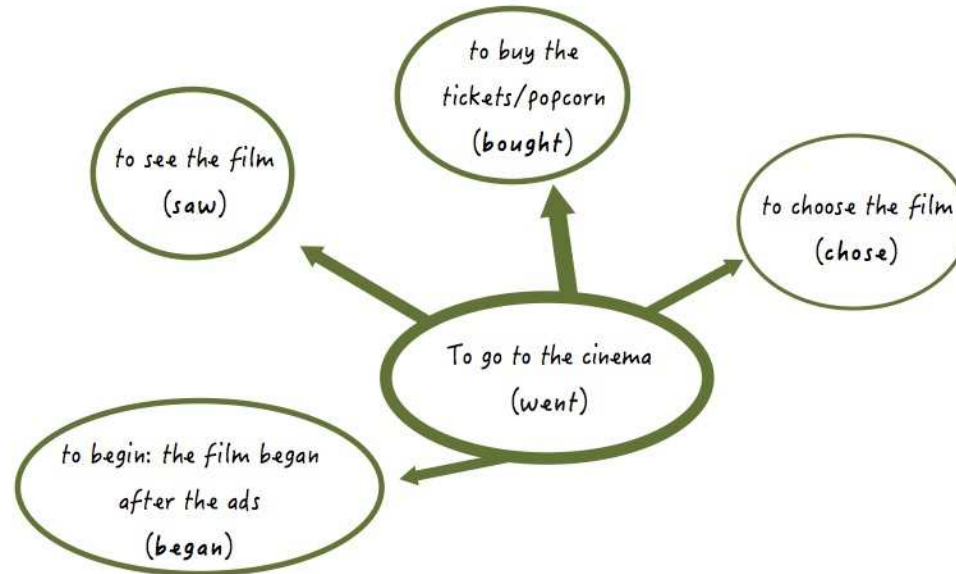 to buy the
tickets/popcorn
(bought)
to see the film
(saw)
to choose the film
(chose)
To go to the cinema
(went)
to begin: the film began
after the ads
(began)